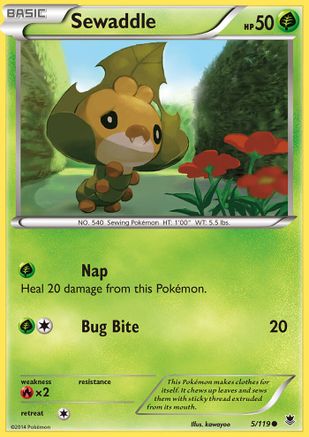 BASIC
Sewaddle
HP50
NO. 540 Sewing Pokémon HT: 1'00" WT: 5.5 lbs.
Nap
Heal 20 damage from this Pokémon.
Bug Bite 20
weakness resistance
×2
retreat
This Pokémon makes clothes for
itself. It chews up leaves and sews
them with sticky thread extruded
from its mouth.
©2014 Pokémon
Illus. kawayoo
5/119